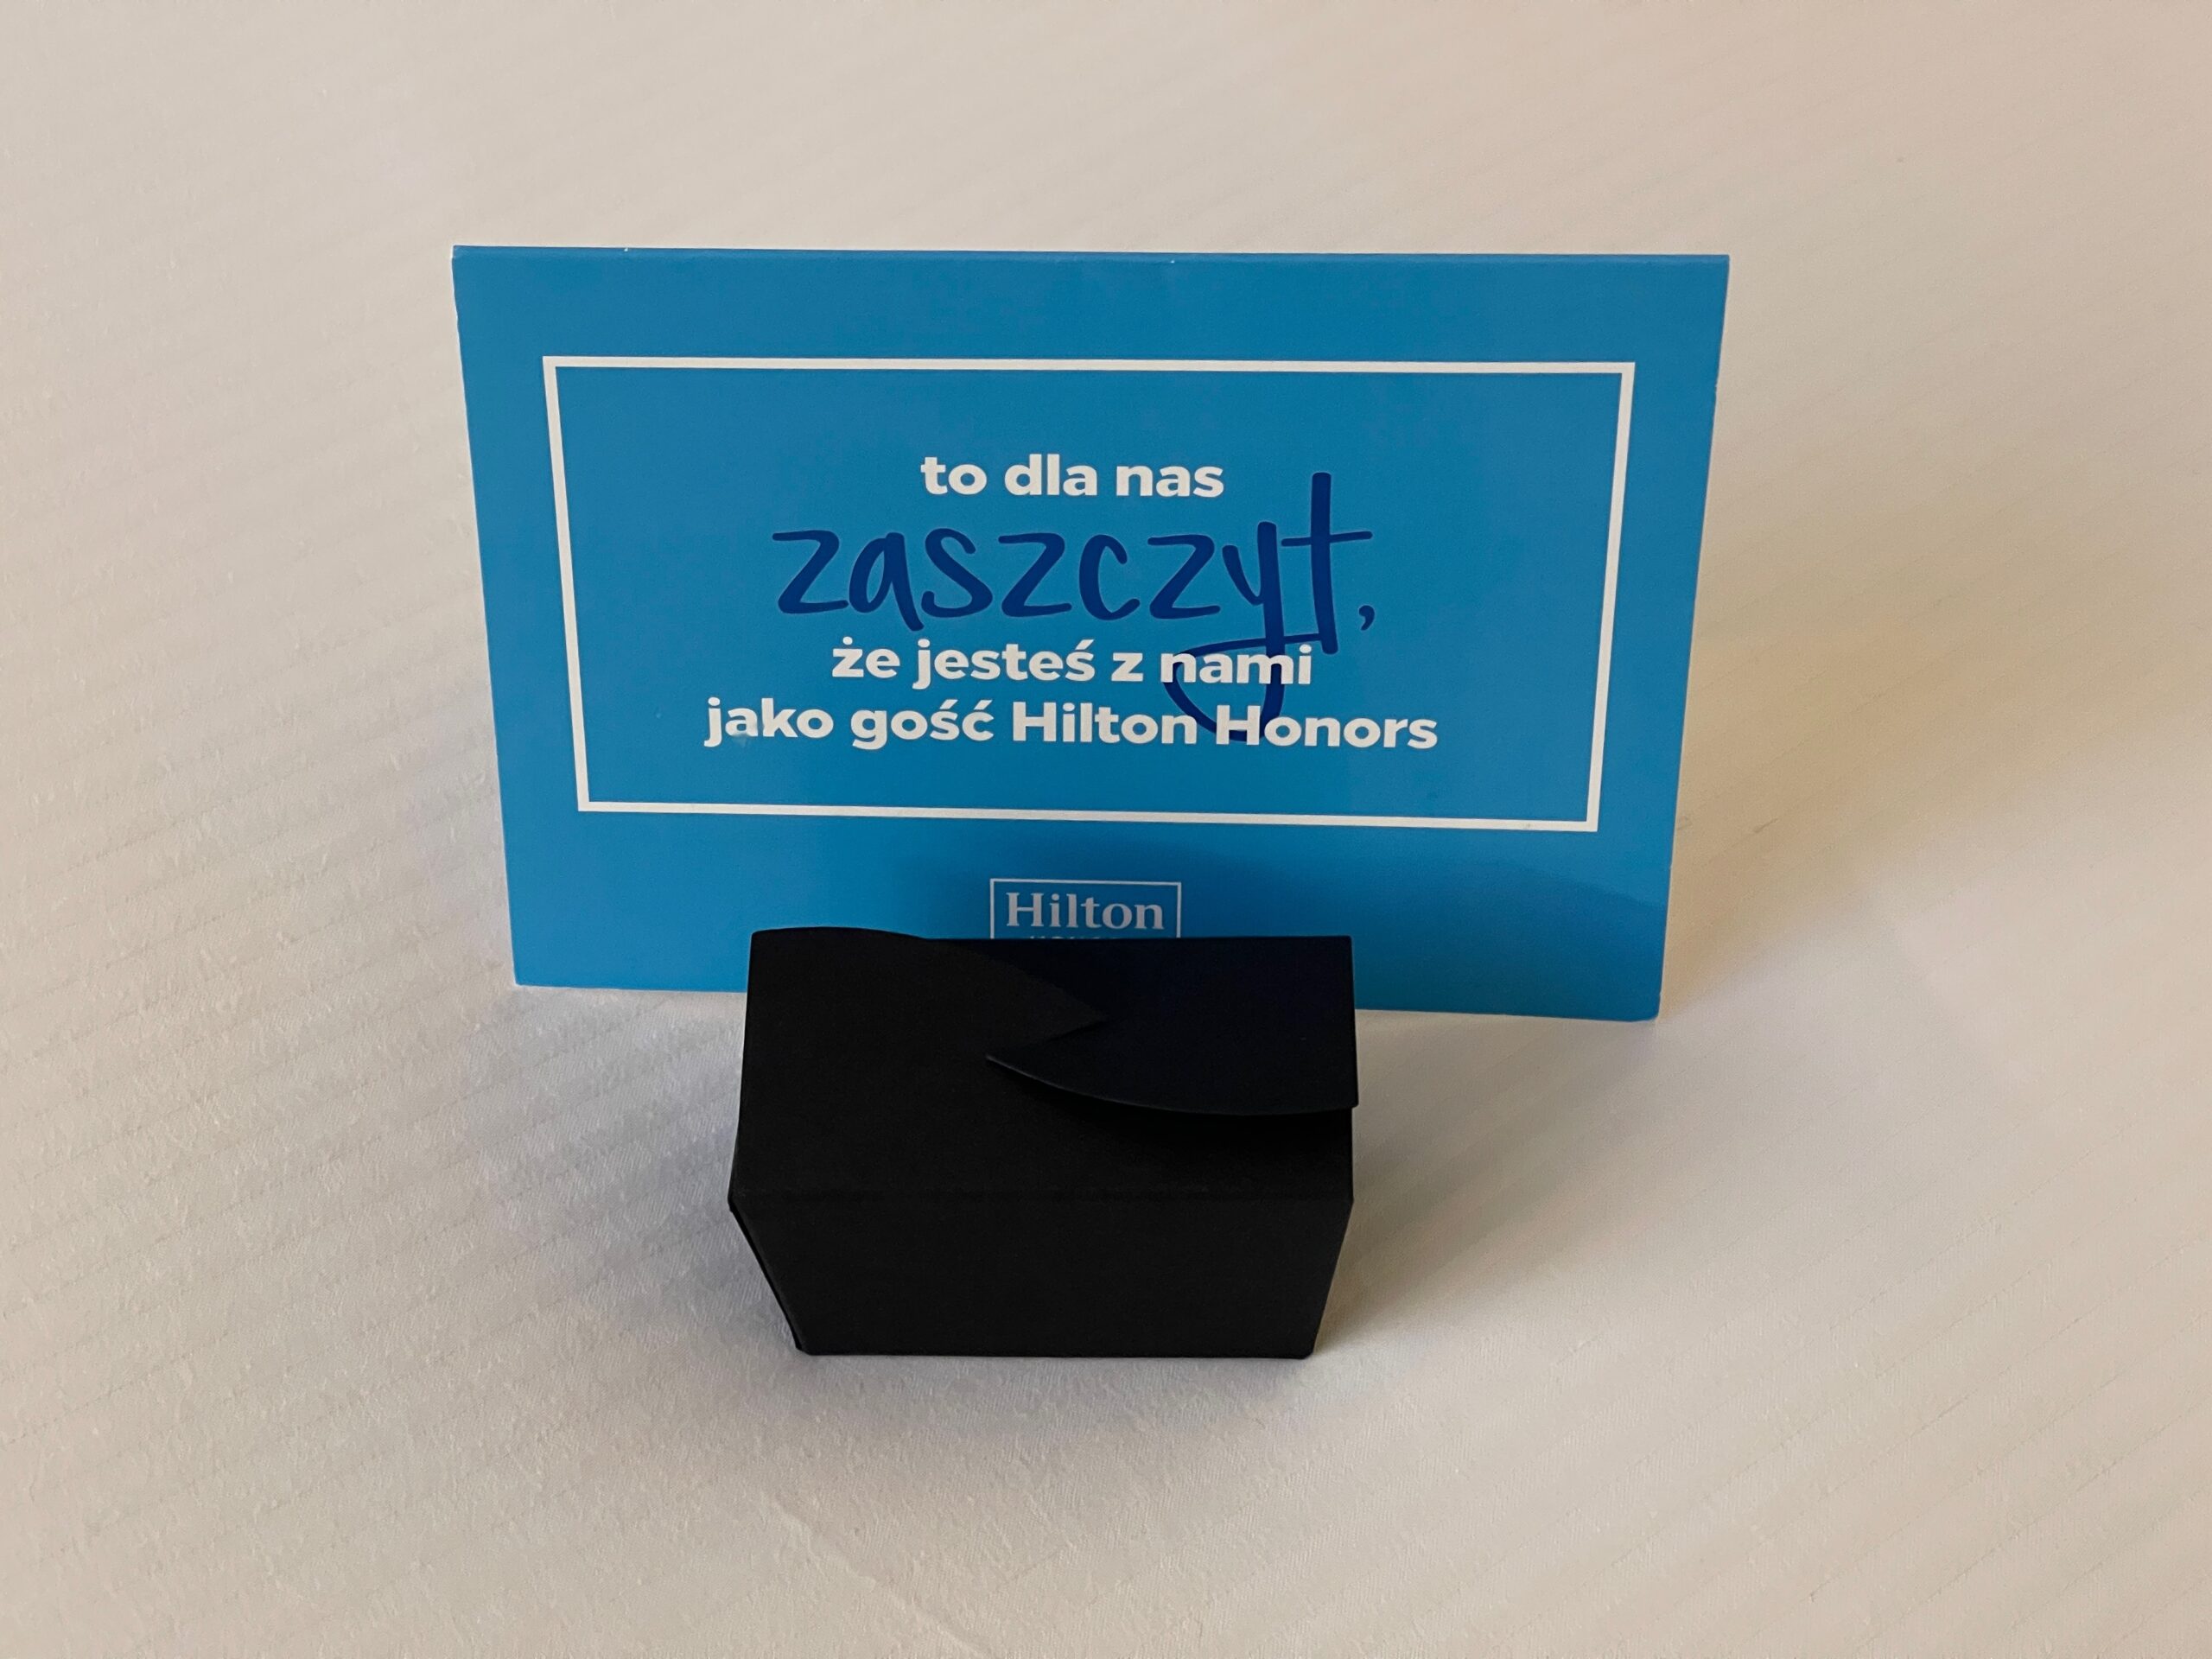 to dla nas
zaszczyt,
że jesteś z nami
jako gość Hilton Honors
Hilton